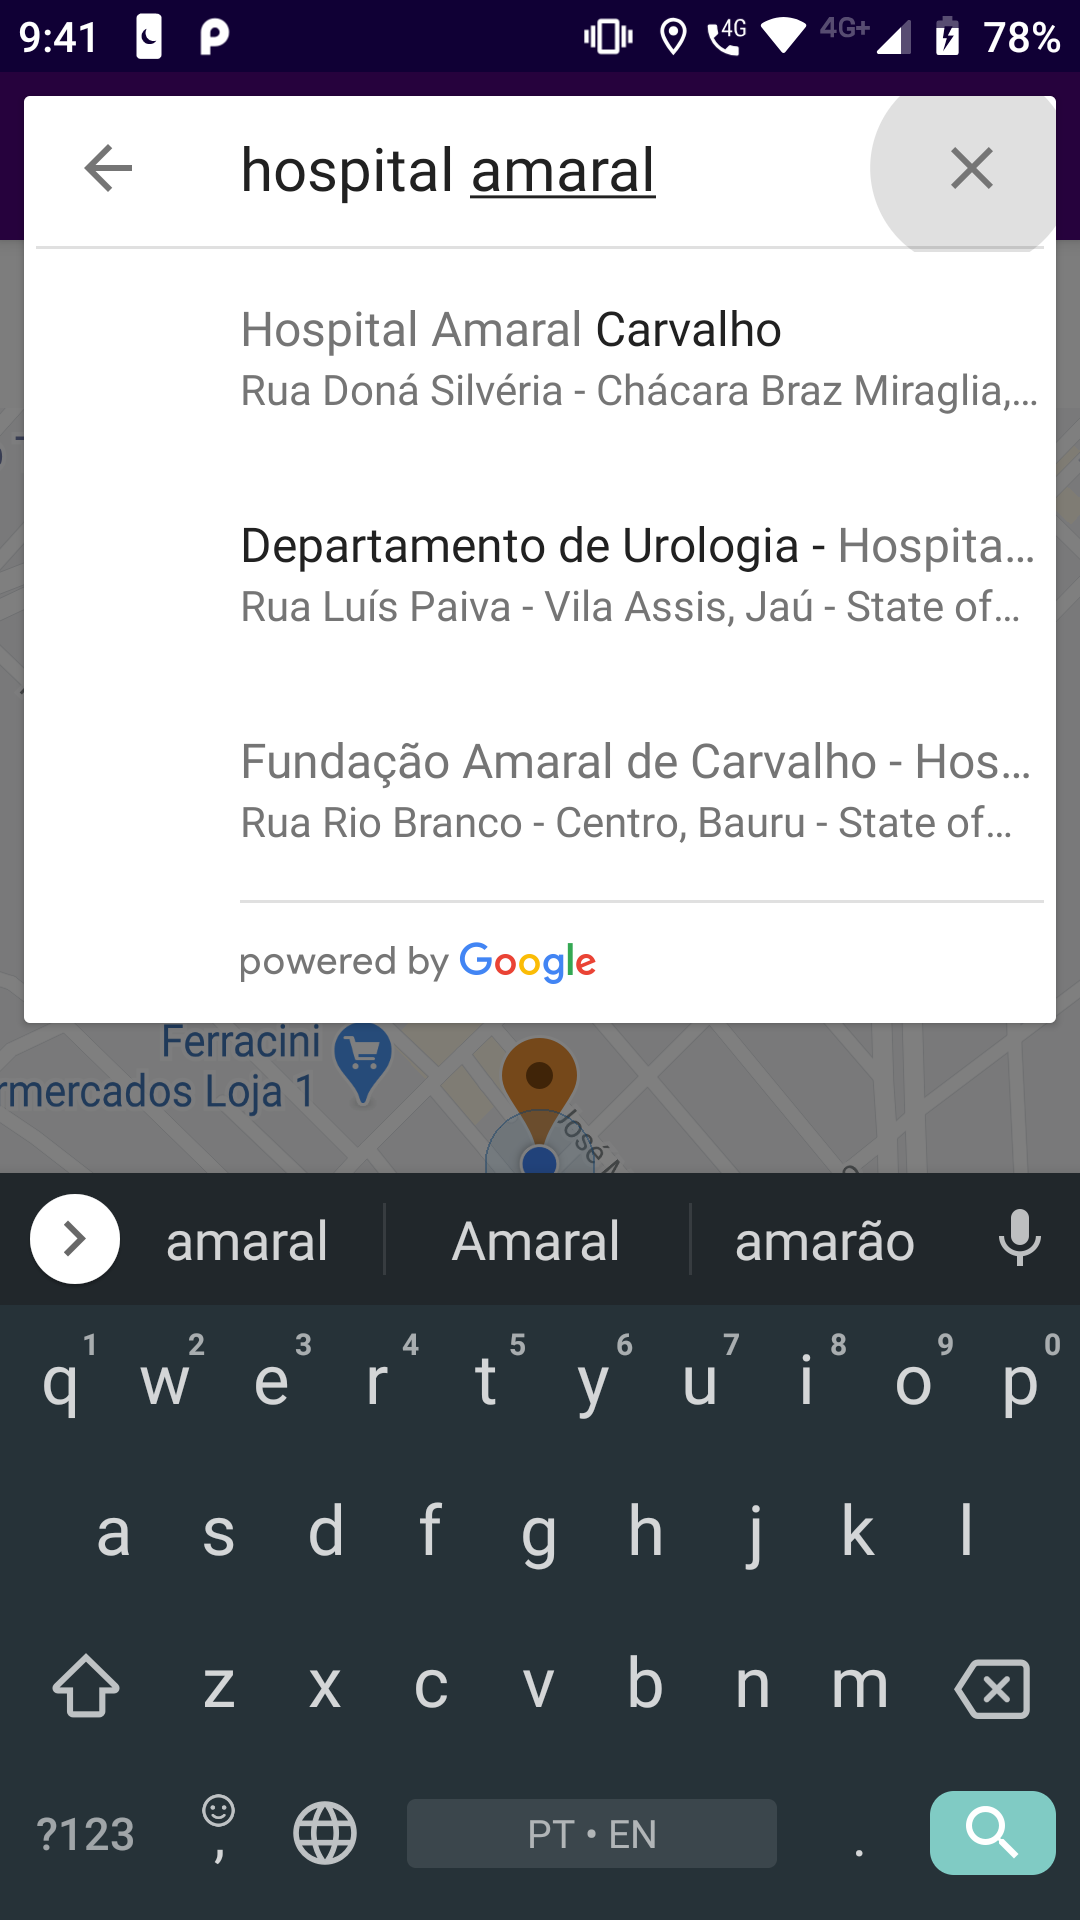 9:41 4G 4G+ 78%
hospital amaral
Hospital Amaral Carvalho
Rua Doná Silvéria - Chácara Braz Miraglia,...
Departamento de Urologia - Hospita...
Rua Luís Paiva - Vila Assis, Jaú - State of...
Fundação Amaral de Carvalho - Hos...
Rua Rio Branco - Centro, Bauru - State of...
powered by Google
Ferracini
rmercados Loja 1
José
amaral Amaral amarão
1 2 3 4 5 6 7 8 9 0
q w e r t y u i o p
a s d f g h j k l
z x c v b n m
?123 , PT • EN .